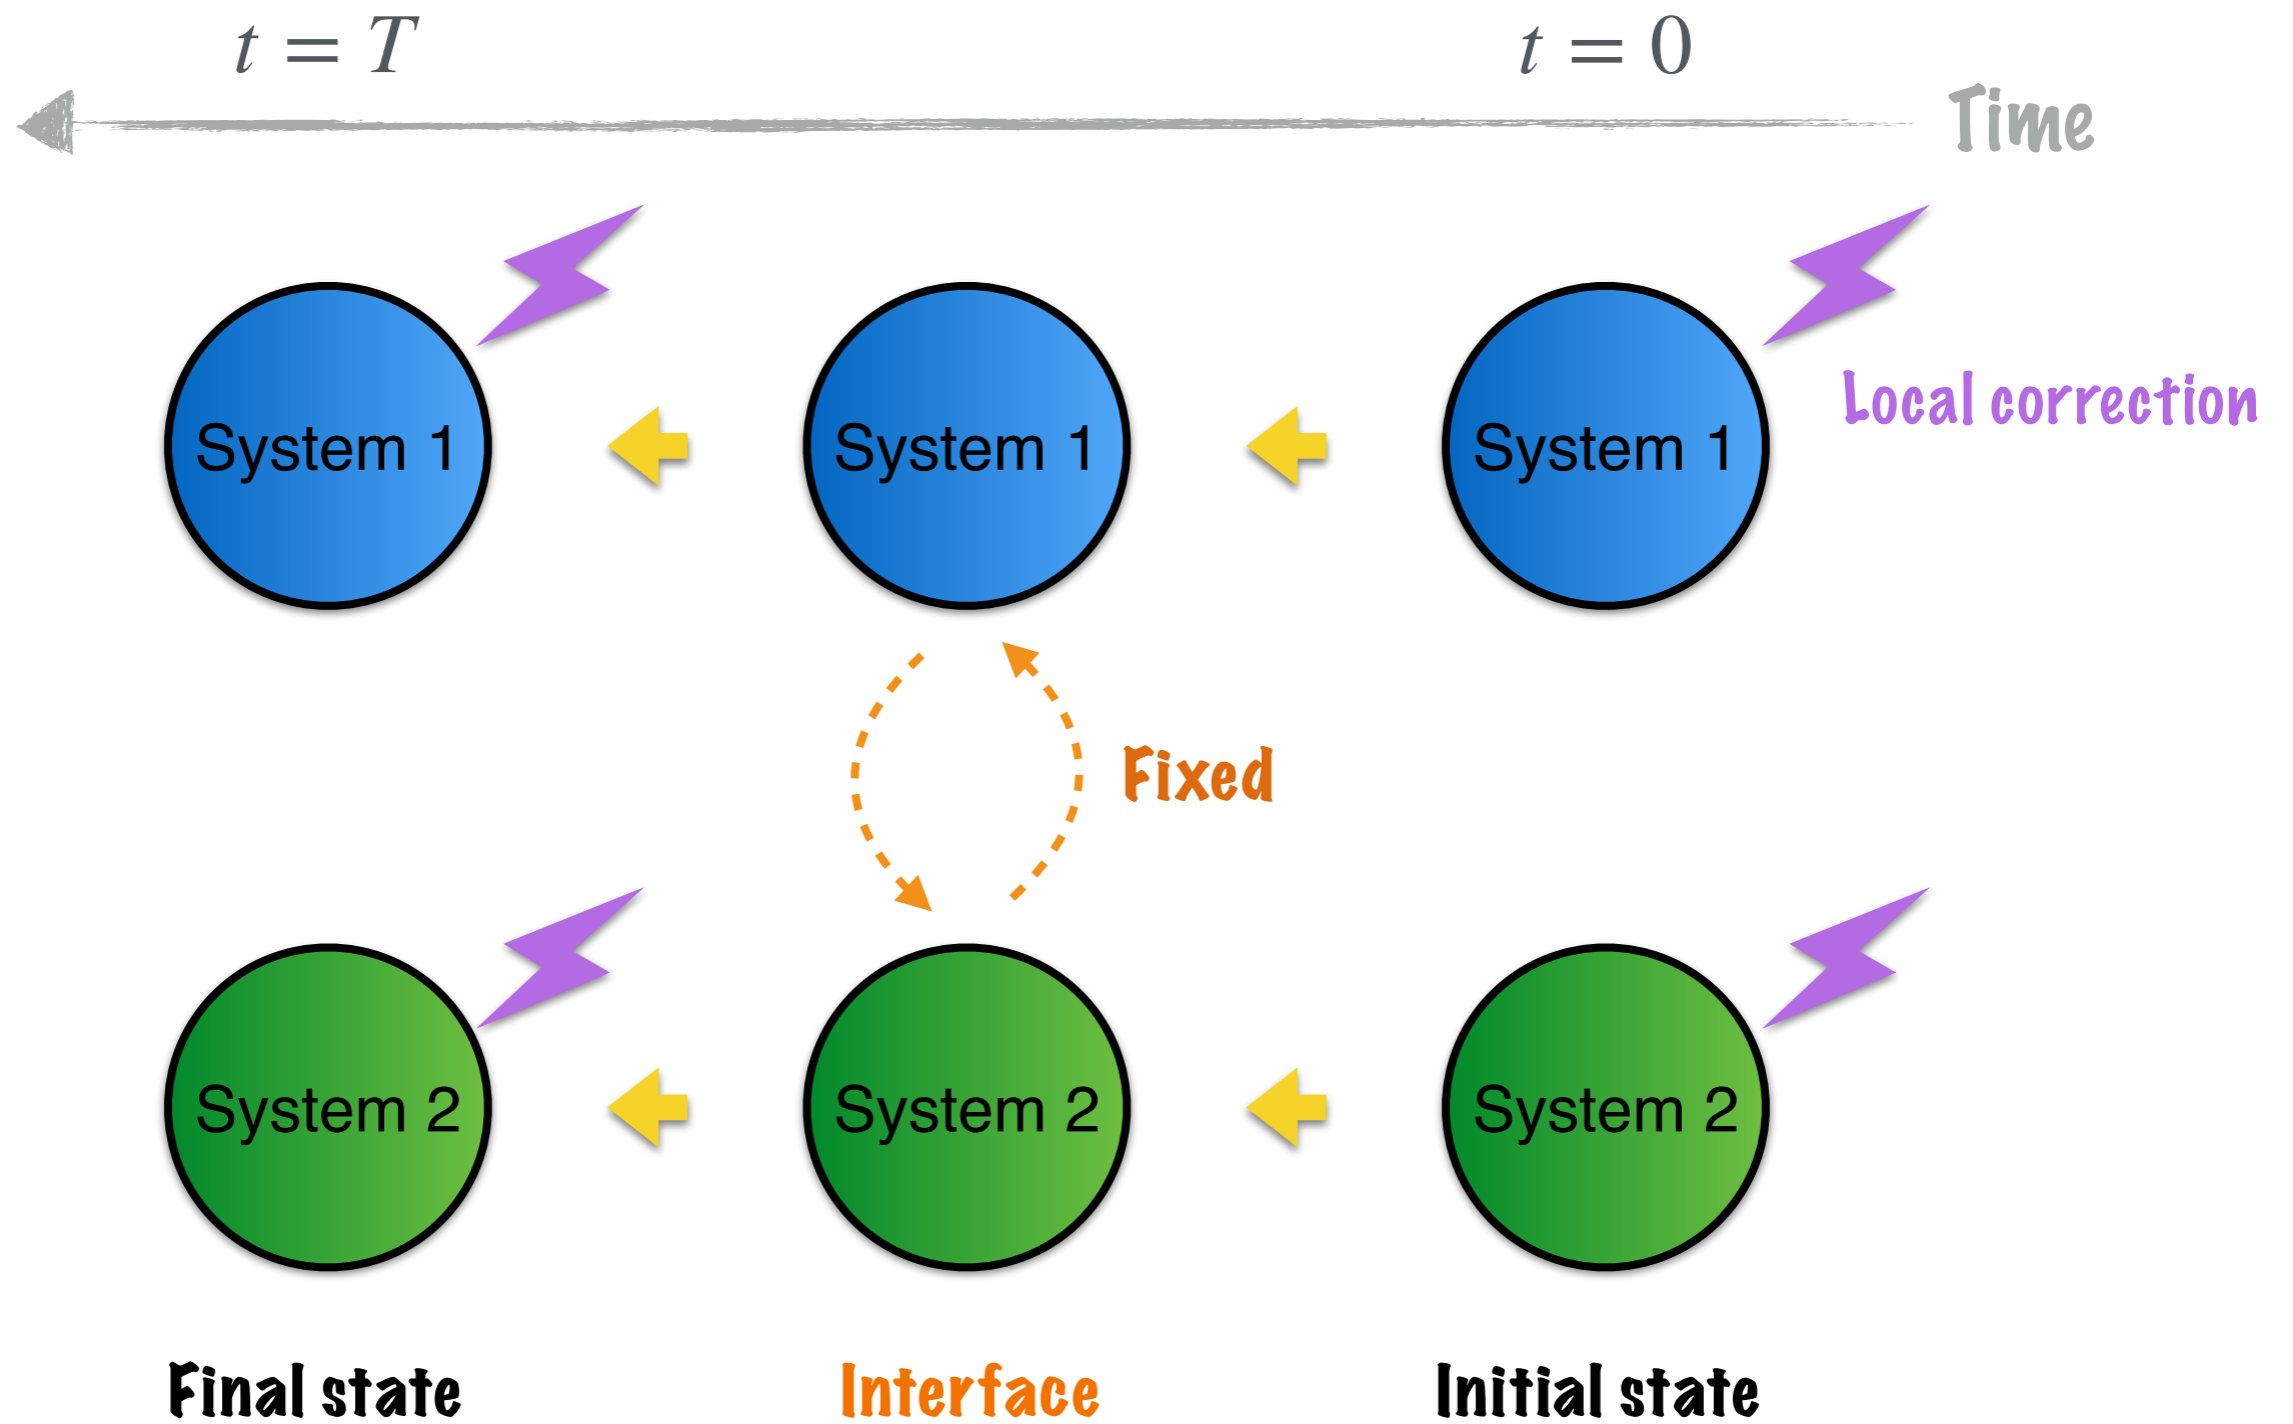 t = T
t = 0
Time
System 1
System 1
System 1
Local correction
Fixed
System 2
System 2
System 2
Final state
Interface
Initial state